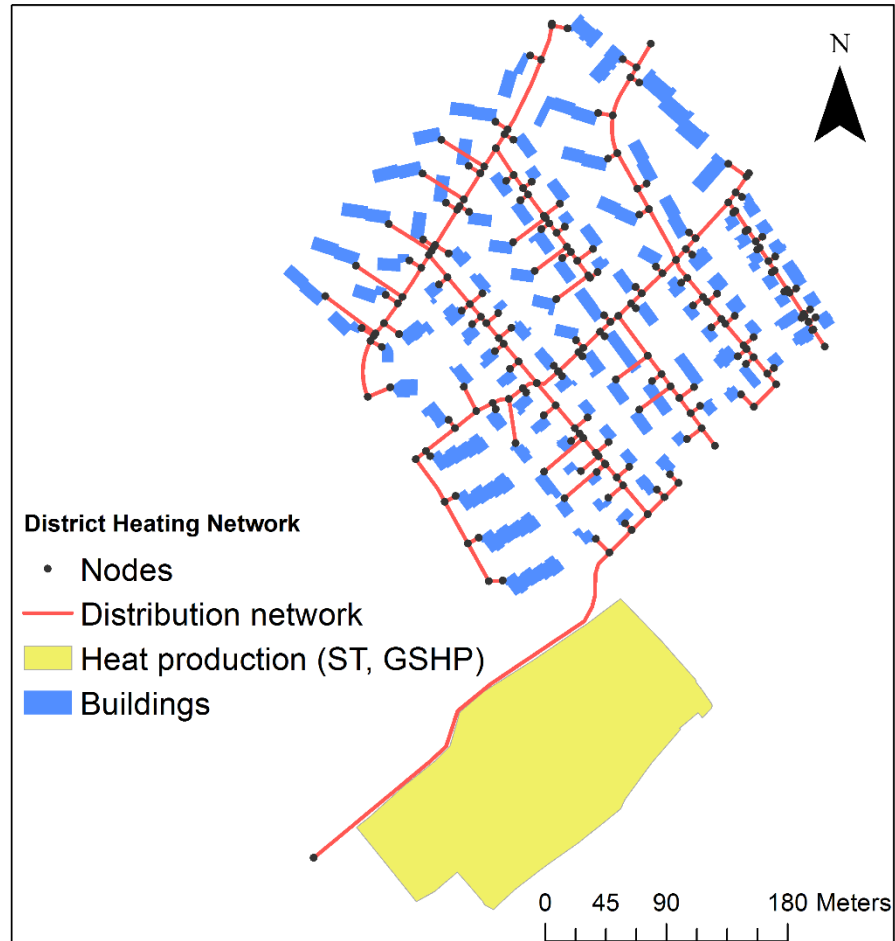 N
District Heating Network
Nodes
Distribution network
Heat production (ST, GSHP)
Buildings
0 45 90 180 Meters